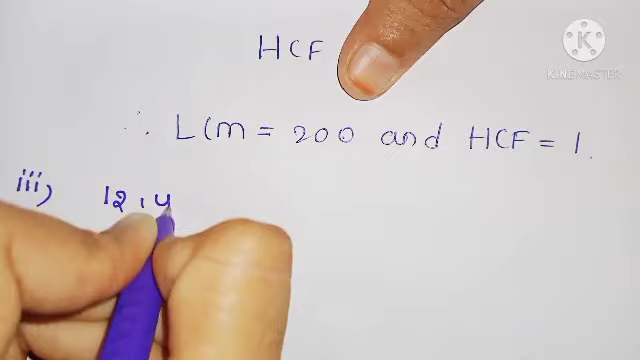 HCF
K
KINEMASTER
∴ LCM = 200 and HCF = 1.
iii) 12, 4